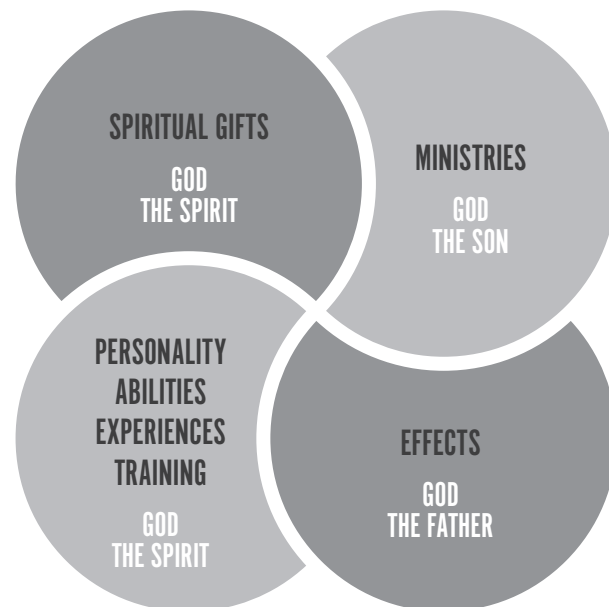 SPIRITUAL GIFTS
GOD
THE SPIRIT
MINISTRIES
GOD
THE SON
PERSONALITY
ABILITIES
EXPERIENCES
TRAINING
GOD
THE SPIRIT
EFFECTS
GOD
THE FATHER